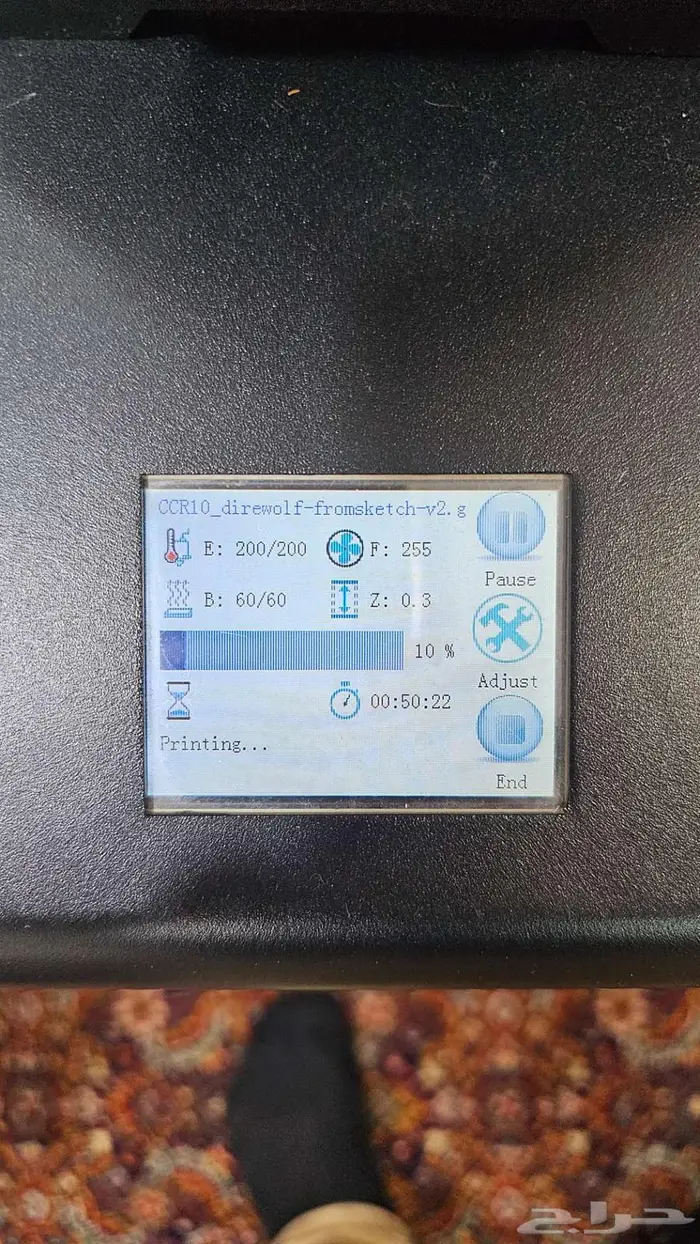 CCR10_direwolf-fromsketch-v2.g
E: 200/200 F: 255
Pause
B: 60/60 Z: 0.3
10 %
Adjust
00:50:22
Printing...
End
حراج